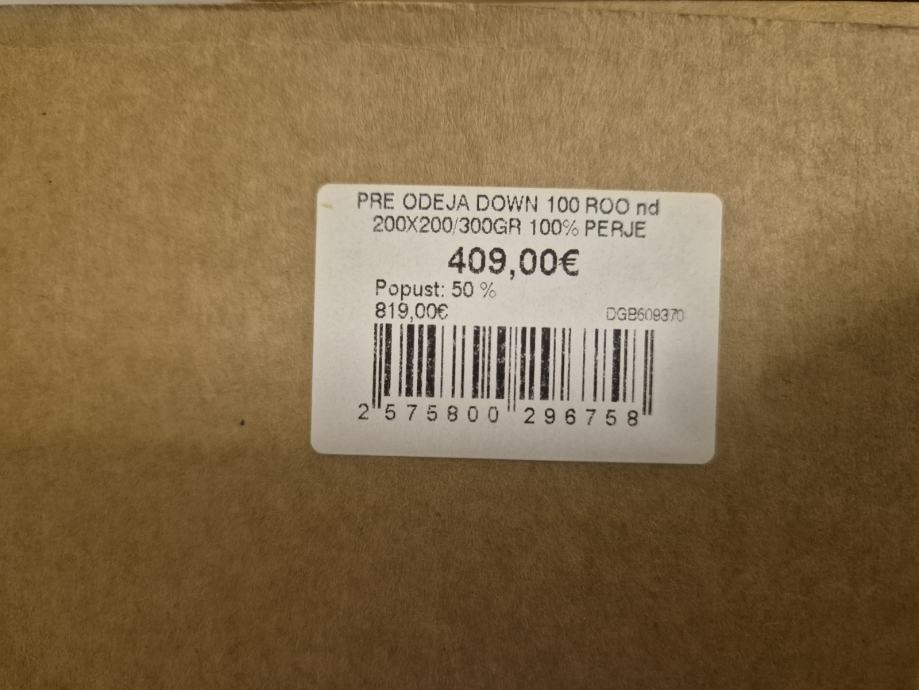 PRE ODEJA DOWN 100 ROO nd
200X200/300GR 100% PERJE
409,00€
Popust: 50 %
819,00€ DGB609370
2 575800 296758